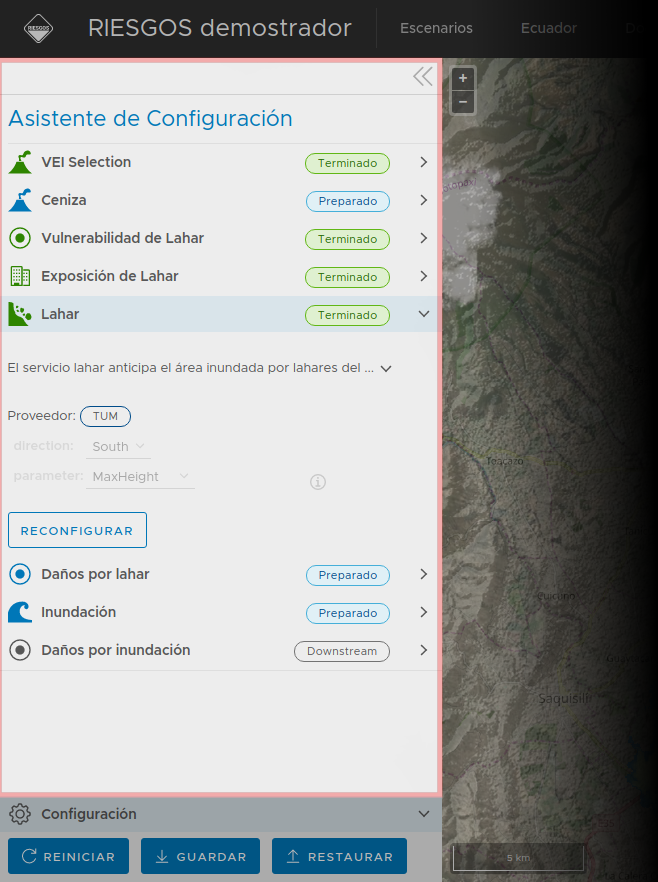 RIESGOS
RIESGOS demostrador
Escenarios
Ecuador
Asistente de Configuración
VEI Selection
Terminado
Ceniza
Preparado
Vulnerabilidad de Lahar
Terminado
Exposición de Lahar
Terminado
Lahar
Terminado
El servicio lahar anticipa el área inundada por lahares del ...
Proveedor: TUM
direction: South
parameter: MaxHeight
RECONFIGURAR
Daños por lahar
Preparado
Inundación
Preparado
Daños por inundación
Downstream
Configuración
REINICIAR
GUARDAR
RESTAURAR
+
−
Toacazo
Saquisilí
5 km